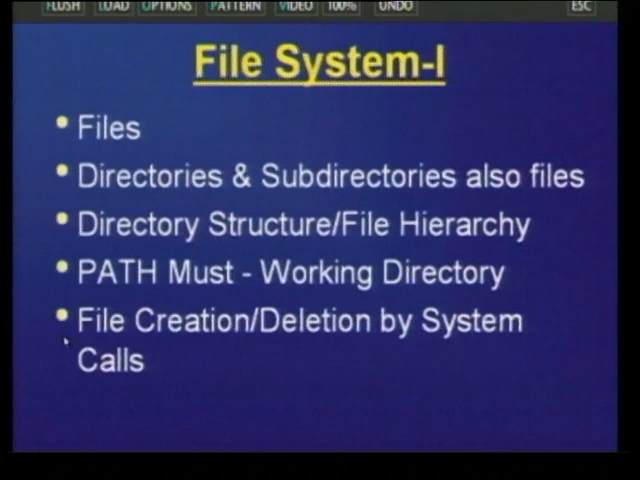 FLUSH LOAD OPTIONS PATTERN VIDEO 100% UNDO ESC
File System-I
• Files
• Directories & Subdirectories also files
• Directory Structure/File Hierarchy
• PATH Must - Working Directory
• File Creation/Deletion by System
Calls